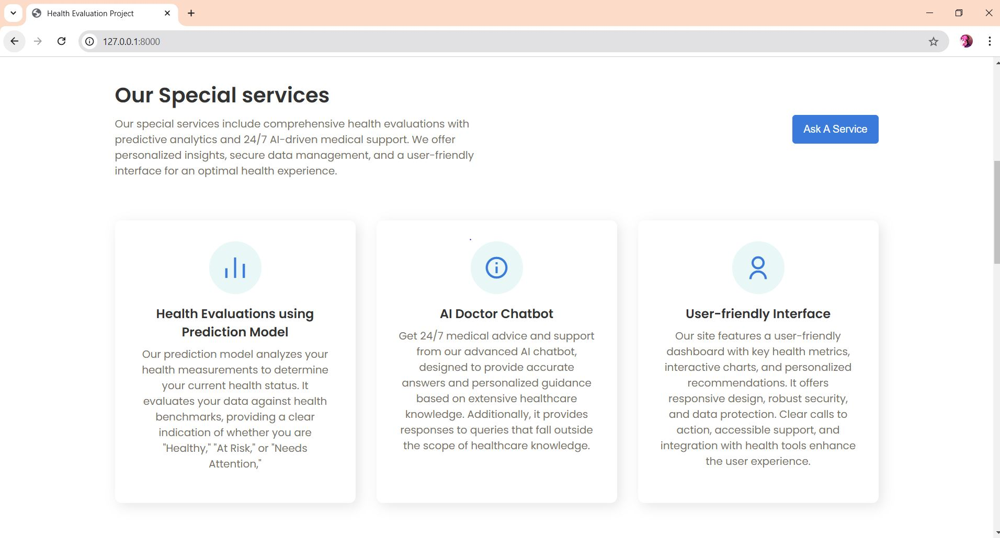 Health Evaluation Project
127.0.0.1:8000
Our Special services
Our special services include comprehensive health evaluations with
predictive analytics and 24/7 AI-driven medical support. We offer
personalized insights, secure data management, and a user-friendly
interface for an optimal health experience.
Ask A Service
Health Evaluations using
Prediction Model
Our prediction model analyzes your
health measurements to determine
your current health status. It
evaluates your data against health
benchmarks, providing a clear
indication of whether you are
"Healthy," "At Risk," or "Needs
Attention,"
AI Doctor Chatbot
Get 24/7 medical advice and support
from our advanced AI chatbot,
designed to provide accurate
answers and personalized guidance
based on extensive healthcare
knowledge. Additionally, it provides
responses to queries that fall outside
the scope of healthcare knowledge.
User-friendly Interface
Our site features a user-friendly
dashboard with key health metrics,
interactive charts, and personalized
recommendations. It offers
responsive design, robust security,
and data protection. Clear calls to
action, accessible support, and
integration with health tools enhance
the user experience.